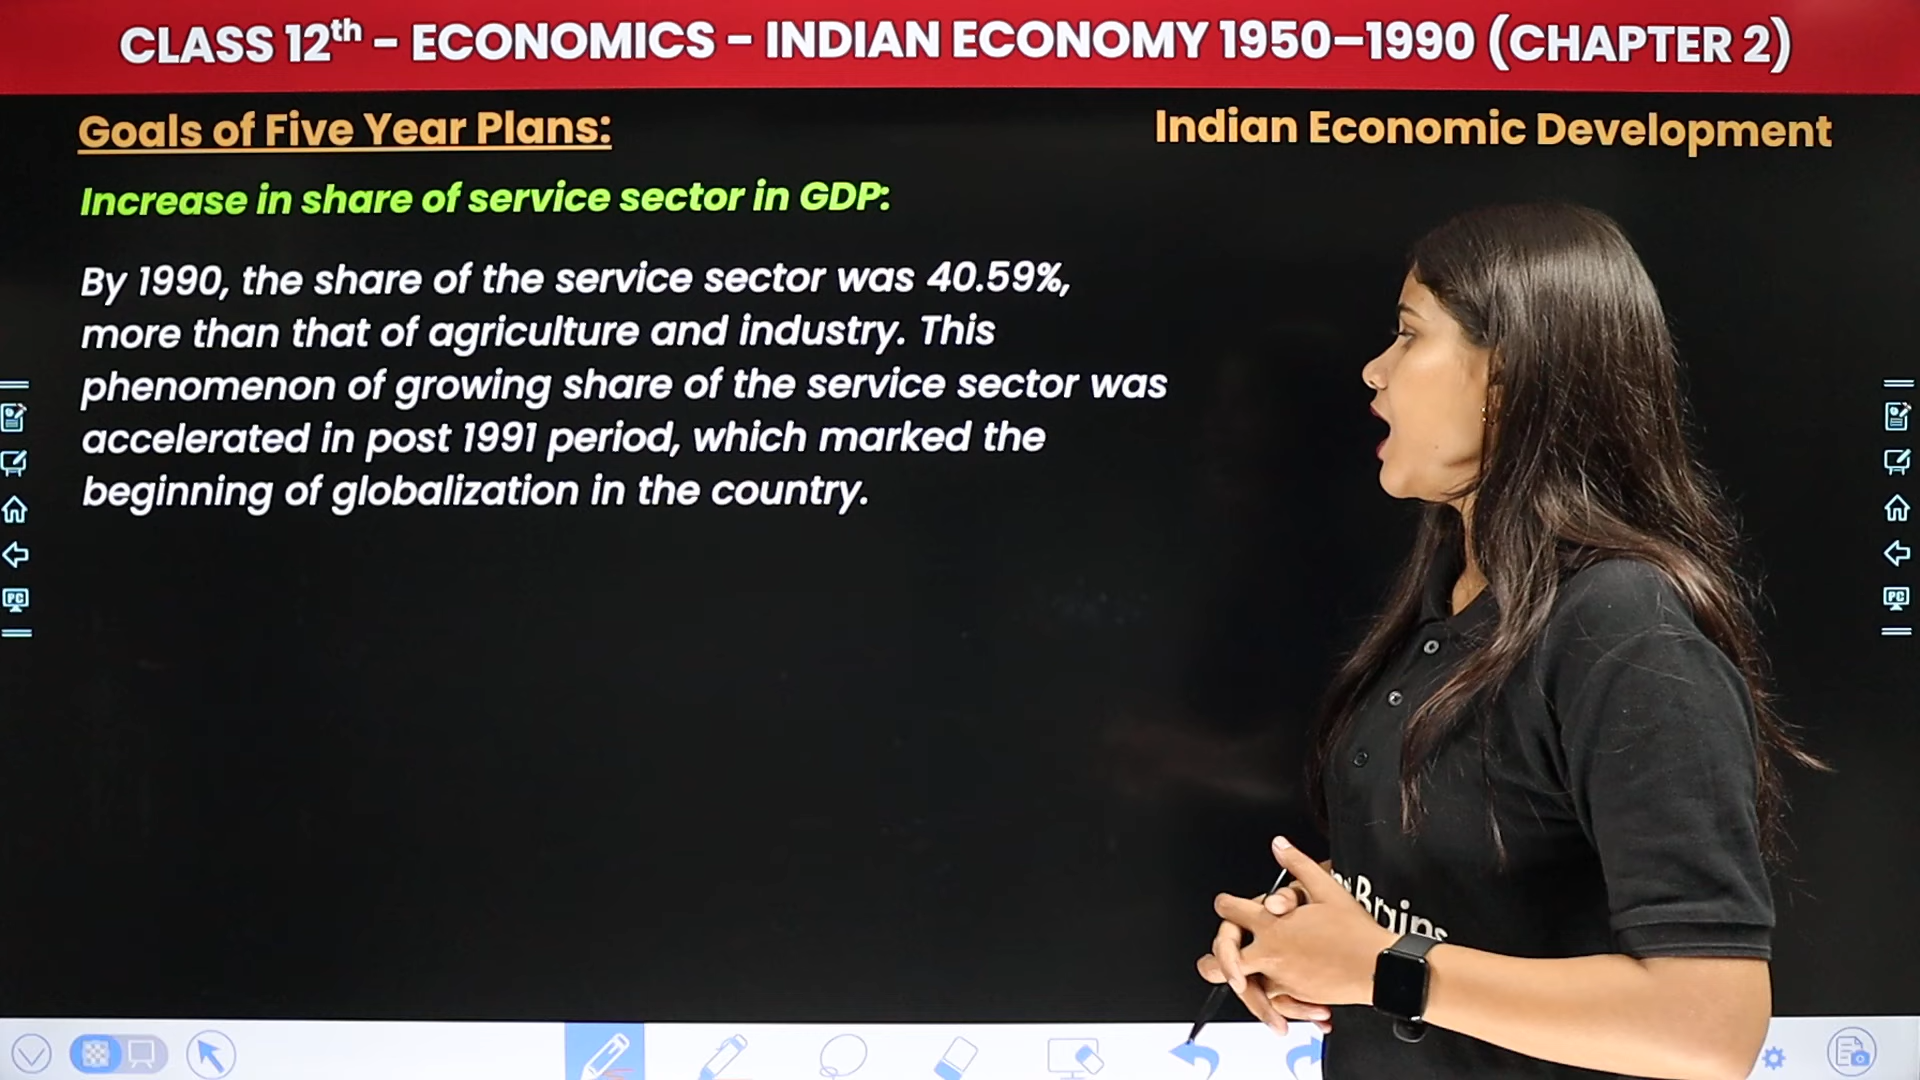 CLASS 12th – ECONOMICS – INDIAN ECONOMY 1950–1990 (CHAPTER 2)
Goals of Five Year Plans:
Indian Economic Development
Increase in share of service sector in GDP:
By 1990, the share of the service sector was 40.59%,
more than that of agriculture and industry. This
phenomenon of growing share of the service sector was
accelerated in post 1991 period, which marked the
beginning of globalization in the country.
PC
PC
Brains